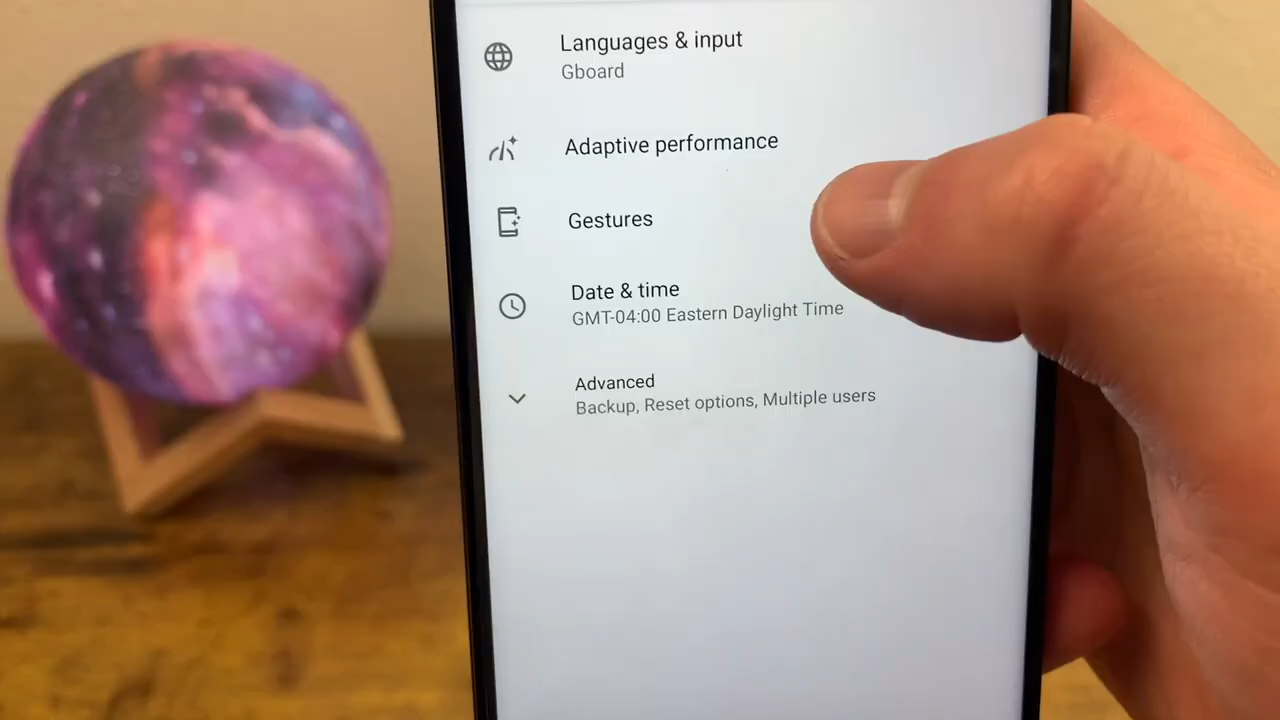 Languages & input
Gboard
Adaptive performance
Gestures
Date & time
GMT-04:00 Eastern Daylight Time
Advanced
Backup, Reset options, Multiple users